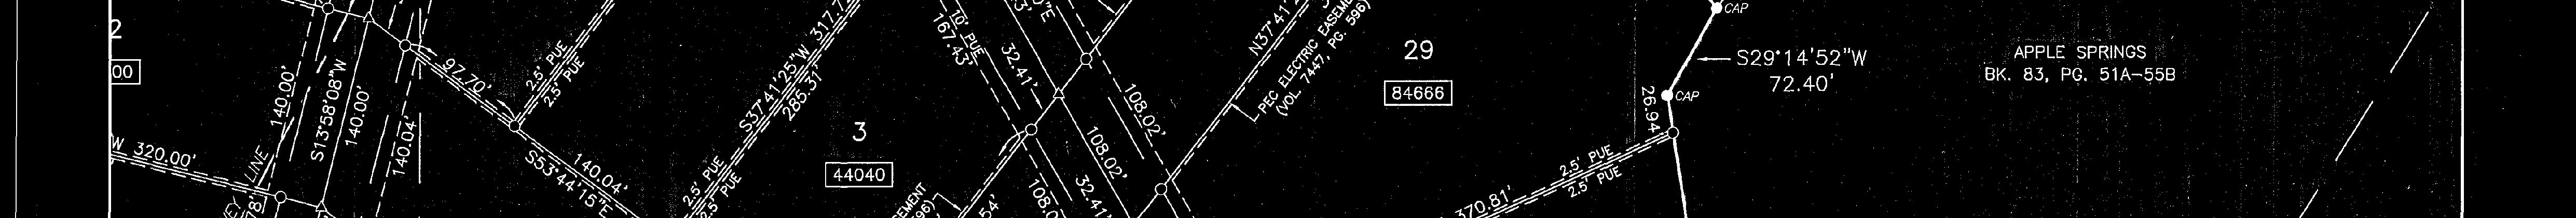 2
00
W 320.00'
140.00'
S13°58'08"W
140.00'
140.04'
LINE
97.70'
2.5' PUE
2.5' PUE
S53°44'15"E
140.04'
S37°41'25"W 317.7
285.31'
2.5' PUE
2.5' PUE
3
44040
10' PUE
167.43'
32.41'
"E
108.02'
108.02'
32.41'
108.0
54'
N37°41'2
PEC ELECTRIC EASEME
(VOL. 7447, PG. 596)
29
84666
CAP
S29°14'52"W
72.40'
CAP
26.94'
2.5' PUE
2.5' PUE
370.81'
APPLE SPRINGS
BK. 83, PG. 51A-55B